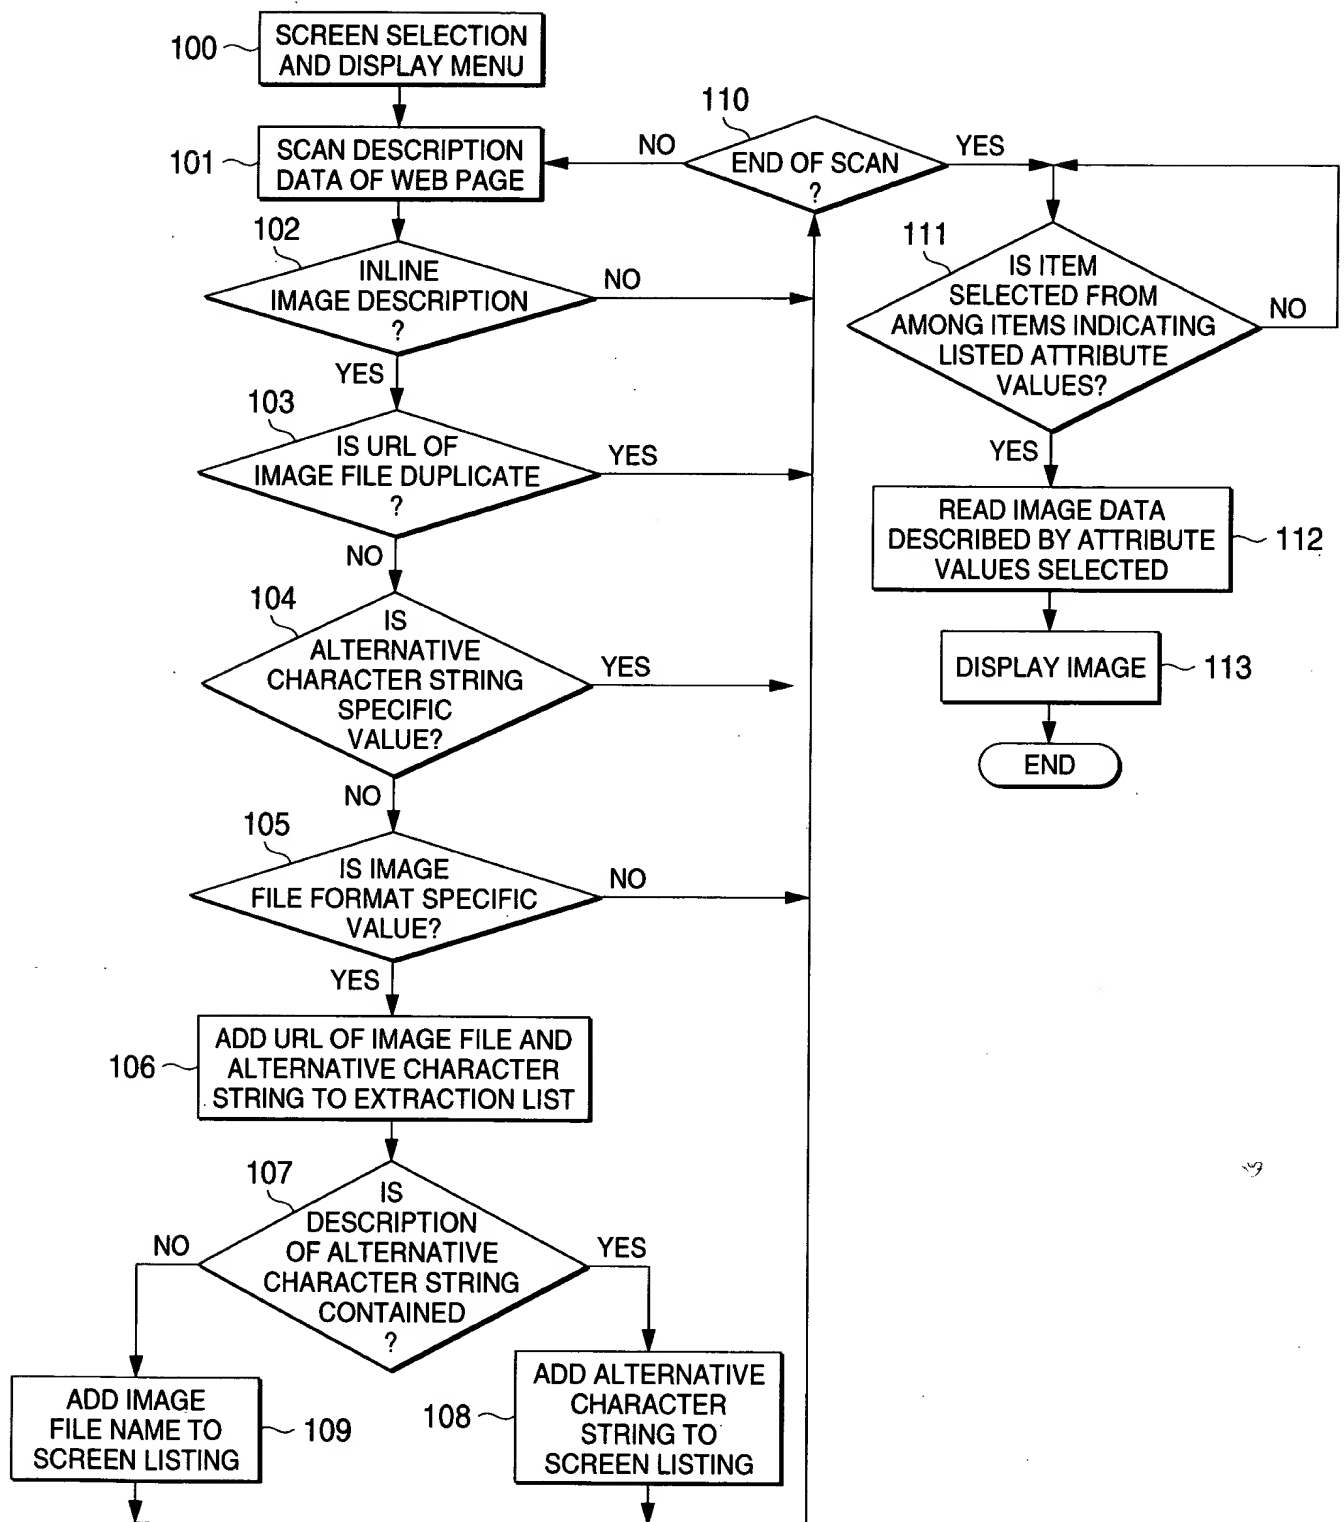 100
SCREEN SELECTION
AND DISPLAY MENU
101
SCAN DESCRIPTION
DATA OF WEB PAGE
110
NO
END OF SCAN
?
YES
102
INLINE
IMAGE DESCRIPTION
?
NO
YES
111
IS ITEM
SELECTED FROM
AMONG ITEMS INDICATING
LISTED ATTRIBUTE
VALUES?
NO
YES
103
IS URL OF
IMAGE FILE DUPLICATE
?
YES
NO
READ IMAGE DATA
DESCRIBED BY ATTRIBUTE
VALUES SELECTED
112
104
IS
ALTERNATIVE
CHARACTER STRING
SPECIFIC
VALUE?
YES
NO
DISPLAY IMAGE
113
END
105
IS IMAGE
FILE FORMAT SPECIFIC
VALUE?
NO
YES
106
ADD URL OF IMAGE FILE AND
ALTERNATIVE CHARACTER
STRING TO EXTRACTION LIST
107
IS
DESCRIPTION
OF ALTERNATIVE
CHARACTER STRING
CONTAINED
?
NO
YES
ADD IMAGE
FILE NAME TO
SCREEN LISTING
109
108
ADD ALTERNATIVE
CHARACTER
STRING TO
SCREEN LISTING